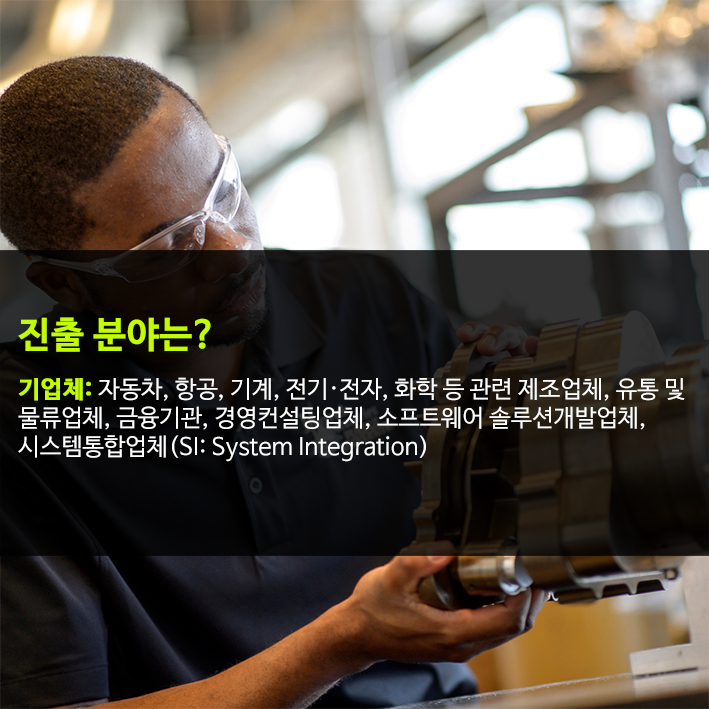 진출 분야는?
기업체: 자동차, 항공, 기계, 전기·전자, 화학 등 관련 제조업체, 유통 및
물류업체, 금융기관, 경영컨설팅업체, 소프트웨어 솔루션개발업체,
시스템통합업체(SI: System Integration)